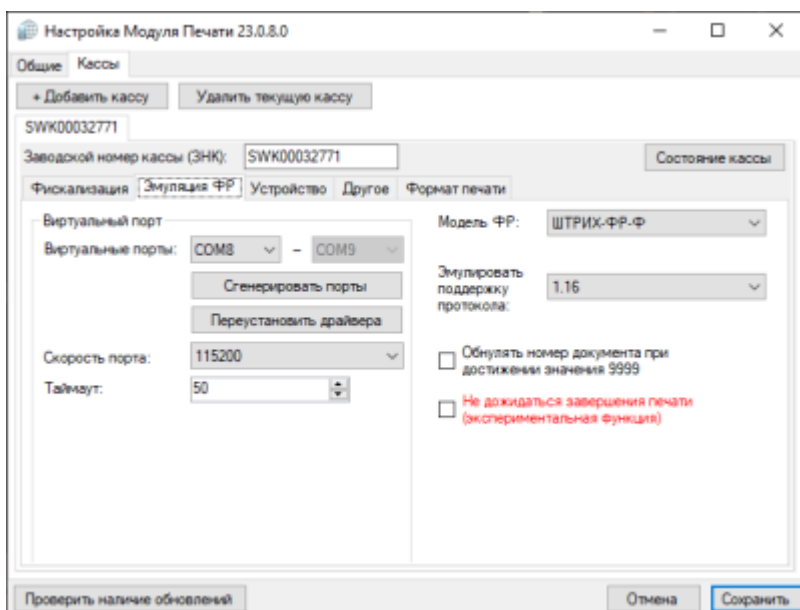 Настройка Модуля Печати 23.0.8.0
Общие Кассы
+ Добавить кассу Удалить текущую кассу
SWK00032771
Заводской номер кассы (ЗНК): SWK00032771 Состояние кассы
Фискализация Эмуляция ФР Устройство Другое Формат печати
Виртуальный порт
Виртуальные порты: COM8 – COM9
Сгенерировать порты
Переустановить драйвера
Скорость порта: 115200
Таймаут: 50
Модель ФР: ШТРИХ-ФР-Ф
Эмулировать
поддержку
протокола:
1.16
Обнулять номер документа при
достижении значения 9999
Не дожидаться завершения печати
(экспериментальная функция)
Проверить наличие обновлений Отмена Сохранить